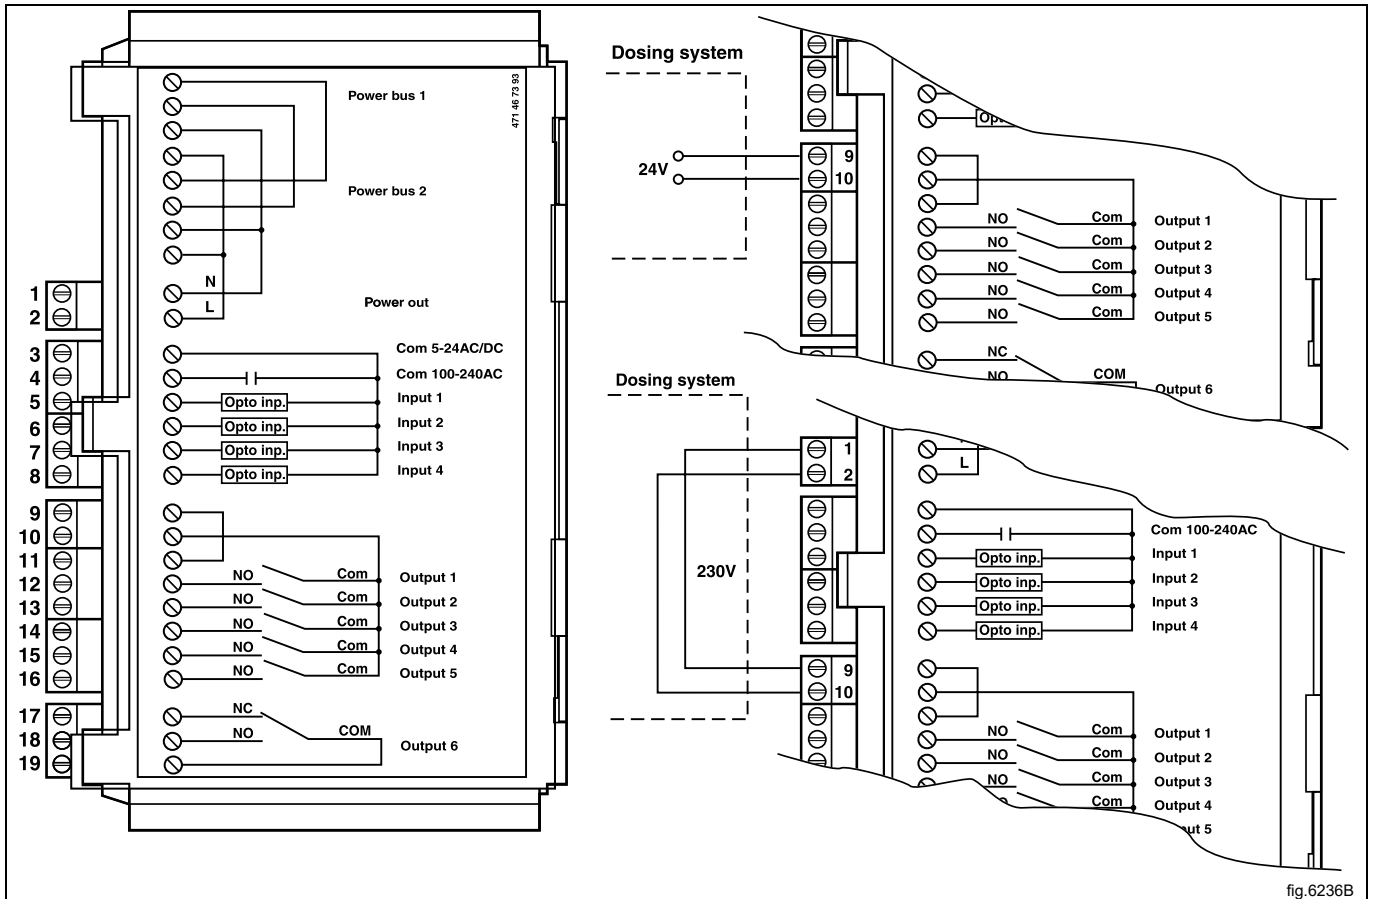 471 46 73 93
Power bus 1
Power bus 2
N
L
Power out
1
2
3
4
5
6
7
8
9
10
11
12
13
14
15
16
17
18
19
Com 5-24AC/DC
Com 100-240AC
Opto inp. Input 1
Opto inp. Input 2
Opto inp. Input 3
Opto inp. Input 4
NO Com Output 1
NO Com Output 2
NO Com Output 3
NO Com Output 4
NO Com Output 5
NC
NO COM Output 6
Dosing system
24V
9
10
NO Com Output 1
NO Com Output 2
NO Com Output 3
NO Com Output 4
NO Com Output 5
NC
NO COM Output 6
Dosing system
230V
1
2
L
Com 100-240AC
Opto inp. Input 1
Opto inp. Input 2
Opto inp. Input 3
Opto inp. Input 4
9
10
NO Com Output 1
NO Com Output 2
NO Com Output 3
Com Output 4
fig.6236B